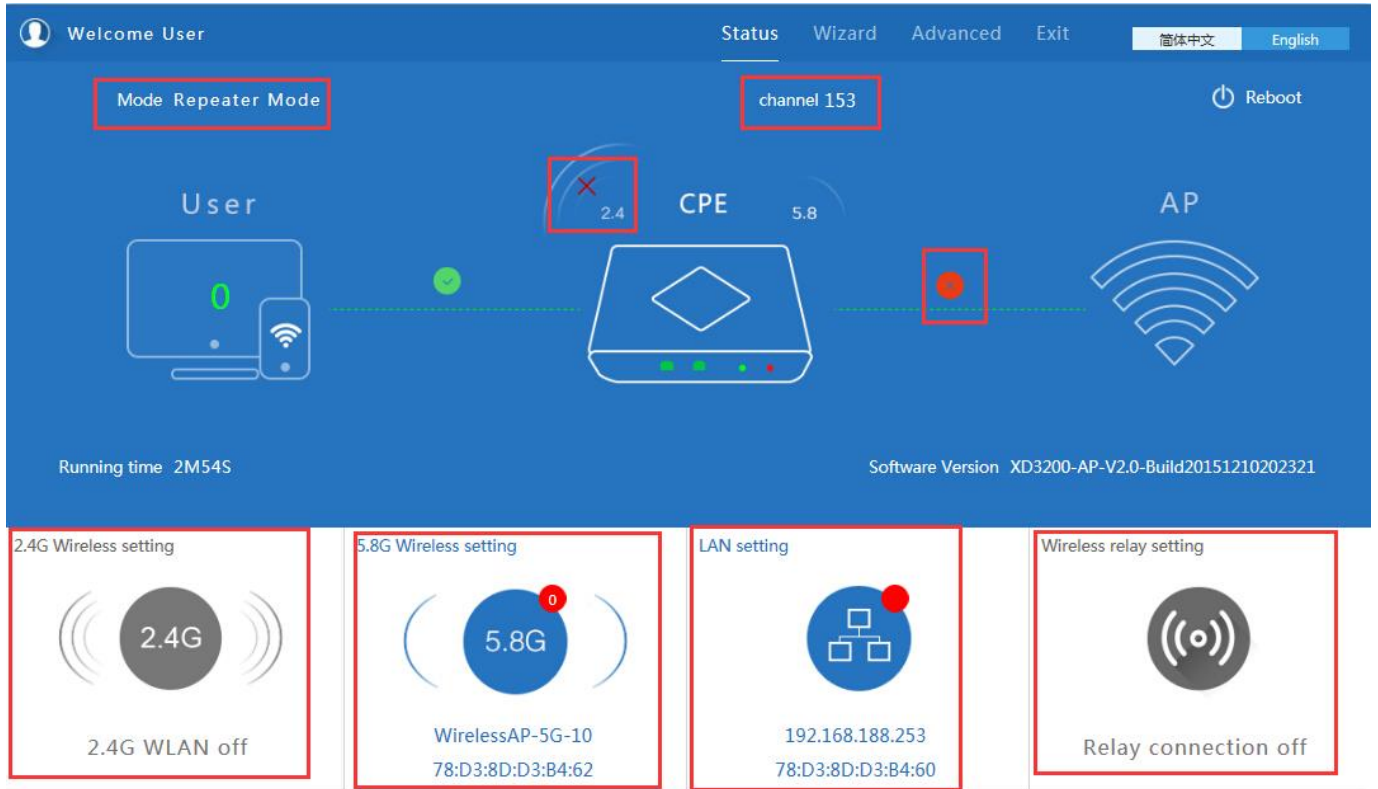 Welcome User
Status Wizard Advanced Exit 简体中文 English
Mode Repeater Mode
channel 153
Reboot
User
2.4
CPE
5.8
AP
0
Running time 2M54S
Software Version XD3200-AP-V2.0-Build20151210202321
2.4G Wireless setting
5.8G Wireless setting
LAN setting
Wireless relay setting
2.4G
0
5.8G
2.4G WLAN off
WirelessAP-5G-10
78:D3:8D:D3:B4:62
192.168.188.253
78:D3:8D:D3:B4:60
Relay connection off